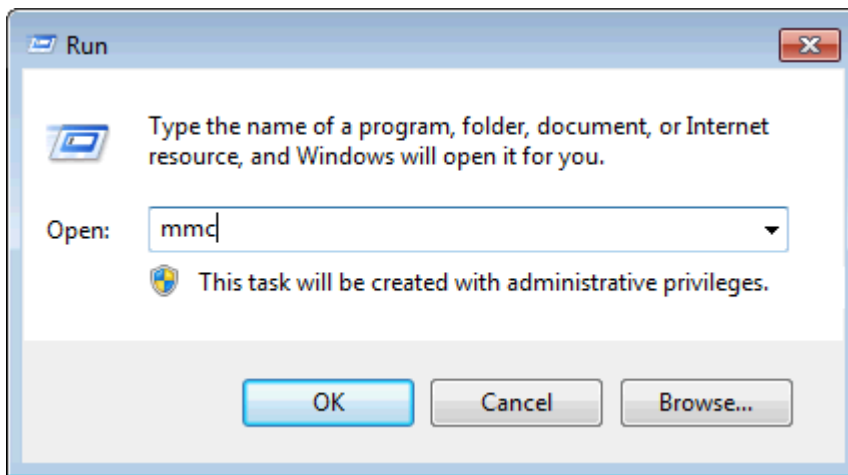 Run
Type the name of a program, folder, document, or Internet
resource, and Windows will open it for you.
Open: mmc
This task will be created with administrative privileges.
OK Cancel Browse...